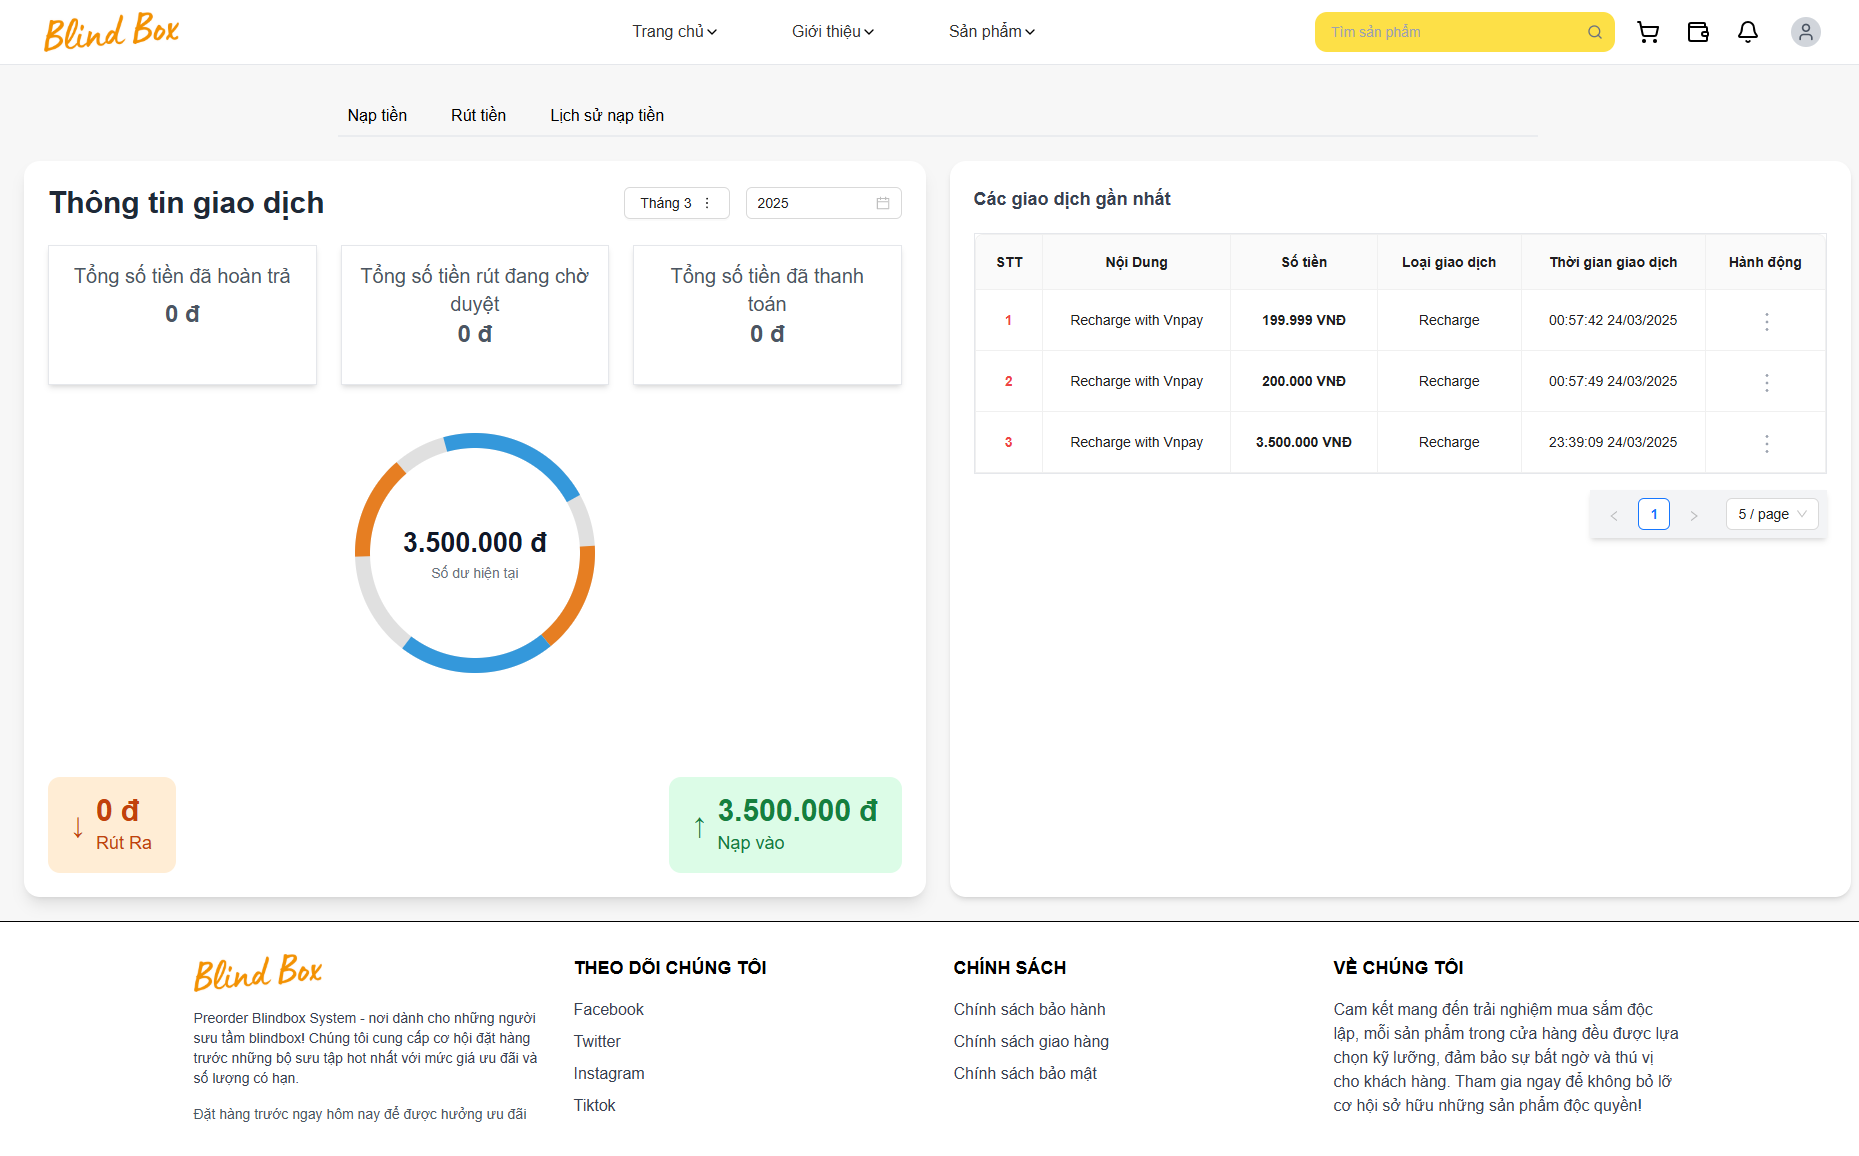 Blind Box
Trang chủ
Giới thiệu
Sản phẩm
Tìm sản phẩm
Nạp tiền
Rút tiền
Lịch sử nạp tiền
Thông tin giao dịch
Tháng 3
2025
Tổng số tiền đã hoàn trả
0 đ
Tổng số tiền rút đang chờ
duyệt
0 đ
Tổng số tiền đã thanh
toán
0 đ
3.500.000 đ
Số dư hiện tại
0 đ
Rút Ra
3.500.000 đ
Nạp vào
Các giao dịch gần nhất
STT Nội Dung Số tiền Loại giao dịch Thời gian giao dịch Hành động
1 Recharge with Vnpay 199.999 VNĐ Recharge 00:57:42 24/03/2025
2 Recharge with Vnpay 200.000 VNĐ Recharge 00:57:49 24/03/2025
3 Recharge with Vnpay 3.500.000 VNĐ Recharge 23:39:09 24/03/2025
< 1 > 5 / page
Blind Box
Preorder Blindbox System - nơi dành cho những người
sưu tầm blindbox! Chúng tôi cung cấp cơ hội đặt hàng
trước những bộ sưu tập hot nhất với mức giá ưu đãi và
số lượng có hạn.
Đặt hàng trước ngay hôm nay để được hưởng ưu đãi
THEO DÕI CHÚNG TÔI
Facebook
Twitter
Instagram
Tiktok
CHÍNH SÁCH
Chính sách bảo hành
Chính sách giao hàng
Chính sách bảo mật
VỀ CHÚNG TÔI
Cam kết mang đến trải nghiệm mua sắm độc
lập, mỗi sản phẩm trong cửa hàng đều được lựa
chọn kỹ lưỡng, đảm bảo sự bất ngờ và thú vị
cho khách hàng. Tham gia ngay để không bỏ lỡ
cơ hội sở hữu những sản phẩm độc quyền!